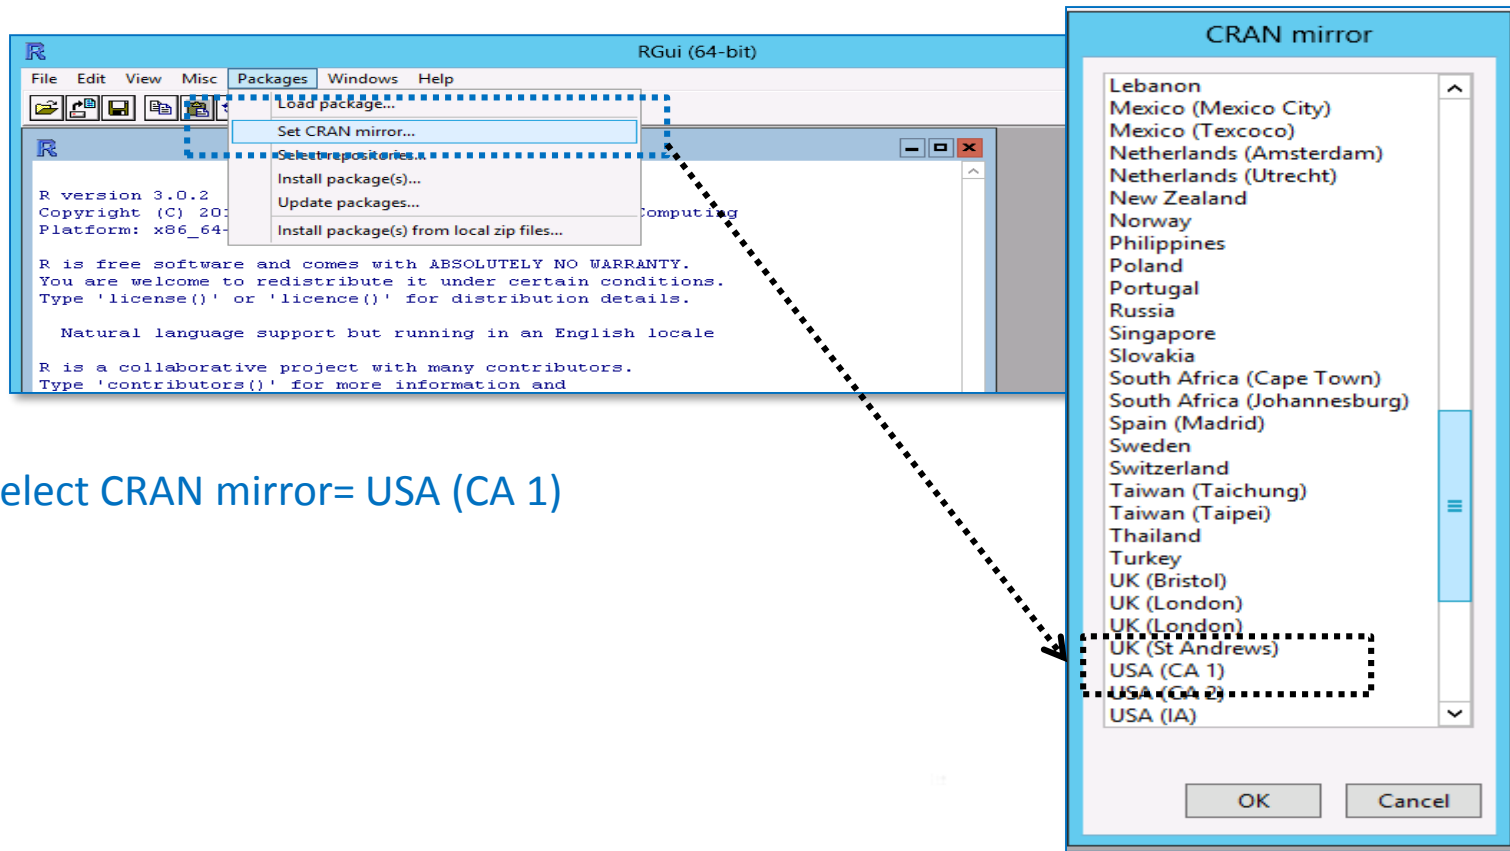 RGui (64-bit)
File Edit View Misc Packages Windows Help
Load package...
Set CRAN mirror...
Select repositories...
Install package(s)...
Update packages...
Install package(s) from local zip files...
R version 3.0.2
Copyright (C) 20 Computing
Platform: x86_64-
R is free software and comes with ABSOLUTELY NO WARRANTY.
You are welcome to redistribute it under certain conditions.
Type 'license()' or 'licence()' for distribution details.
Natural language support but running in an English locale
R is a collaborative project with many contributors.
Type 'contributors()' for more information and
elect CRAN mirror= USA (CA 1)
CRAN mirror
Lebanon
Mexico (Mexico City)
Mexico (Texcoco)
Netherlands (Amsterdam)
Netherlands (Utrecht)
New Zealand
Norway
Philippines
Poland
Portugal
Russia
Singapore
Slovakia
South Africa (Cape Town)
South Africa (Johannesburg)
Spain (Madrid)
Sweden
Switzerland
Taiwan (Taichung)
Taiwan (Taipei)
Thailand
Turkey
UK (Bristol)
UK (London)
UK (London)
UK (St Andrews)
USA (CA 1)
USA (CA 2)
USA (IA)
OK Cancel